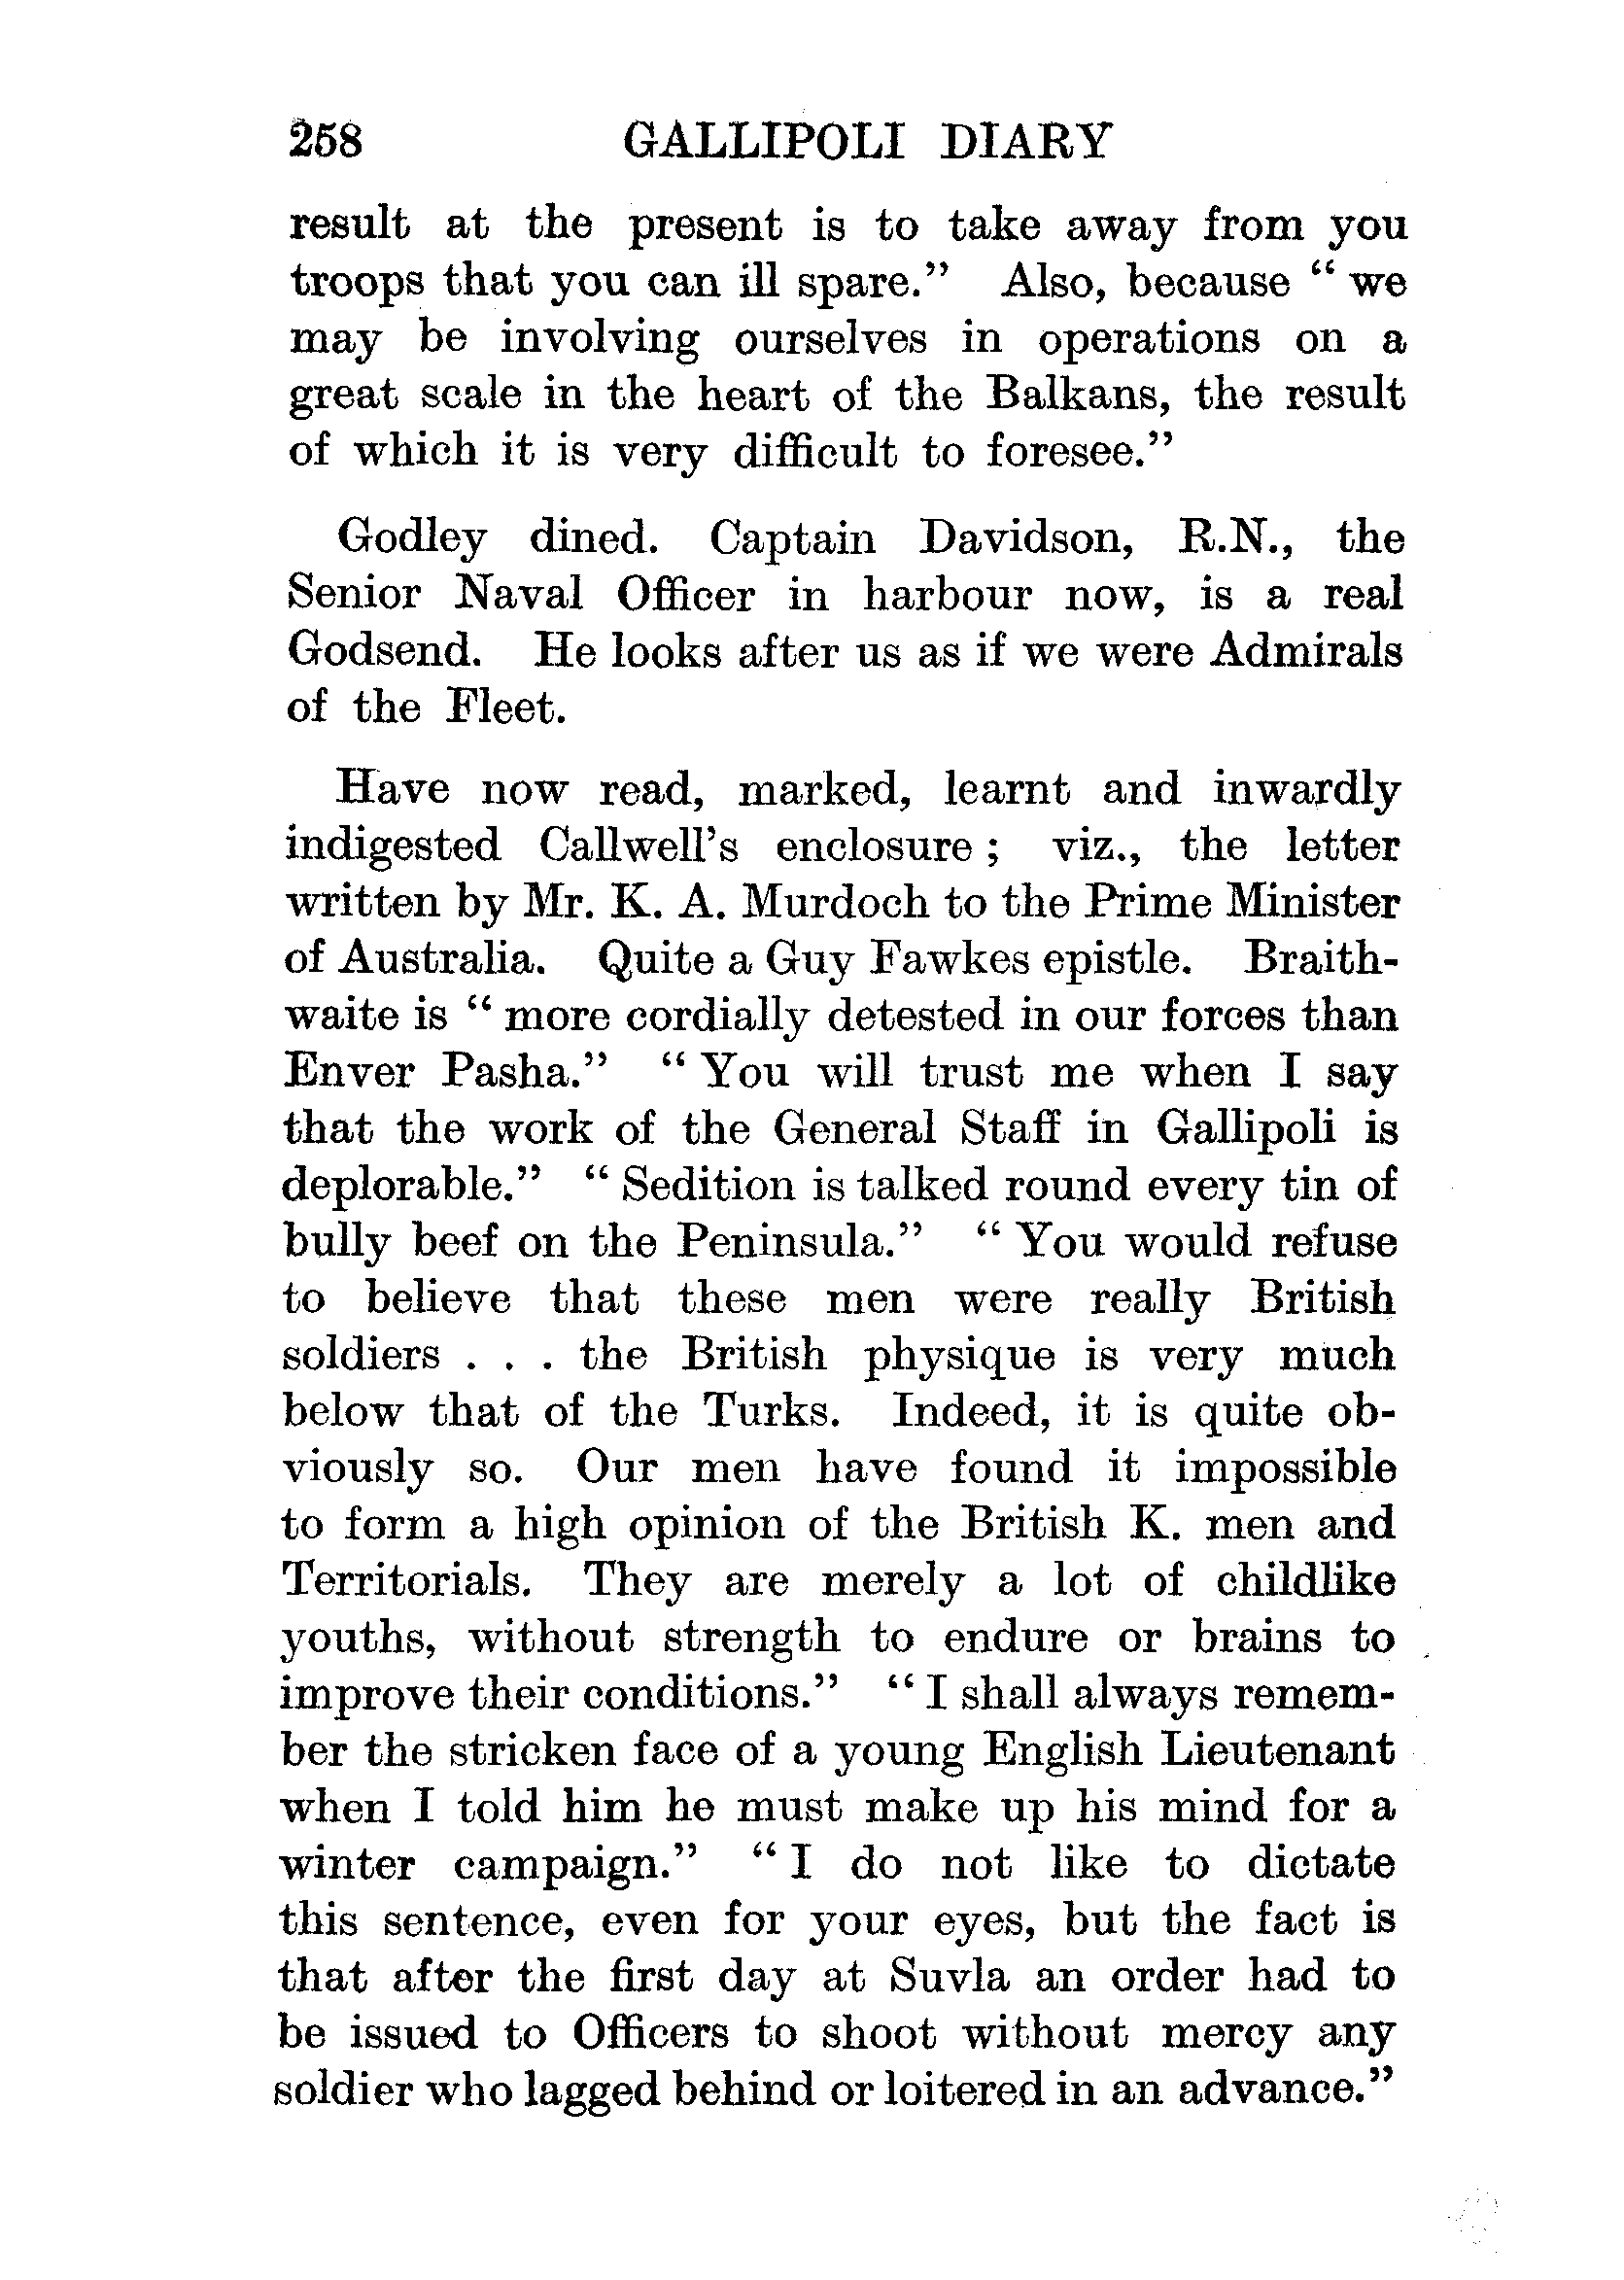 258 GALLIPOLI DIARY
result at the present is to take away from you
troops that you can ill spare.” Also, because “ we
may be involving ourselves in operations on a
great scale in the heart of the Balkans, the result
of which it is very difficult to foresee.”
Godley dined. Captain Davidson, R.N., the
Senior Naval Officer in harbour now, is a real
Godsend. He looks after us as if we were Admirals
of the Fleet.
Have now read, marked, learnt and inwardly
indigested Callwell’s enclosure ; viz., the letter
written by Mr. K. A. Murdoch to the Prime Minister
of Australia. Quite a Guy Fawkes epistle. Braith-
waite is “ more cordially detested in our forces than
Enver Pasha.” “ You will trust me when I say
that the work of the General Staff in Gallipoli is
deplorable.” “ Sedition is talked round every tin of
bully beef on the Peninsula.” “ You would refuse
to believe that these men were really British
soldiers . . . the British physique is very much
below that of the Turks. Indeed, it is quite ob-
viously so. Our men have found it impossible
to form a high opinion of the British K. men and
Territorials. They are merely a lot of childlike
youths, without strength to endure or brains to
improve their conditions.” “ I shall always remem-
ber the stricken face of a young English Lieutenant
when I told him he must make up his mind for a
winter campaign.” “ I do not like to dictate
this sentence, even for your eyes, but the fact is
that after the first day at Suvla an order had to
be issued to Officers to shoot without mercy any
soldier who lagged behind or loitered in an advance.”